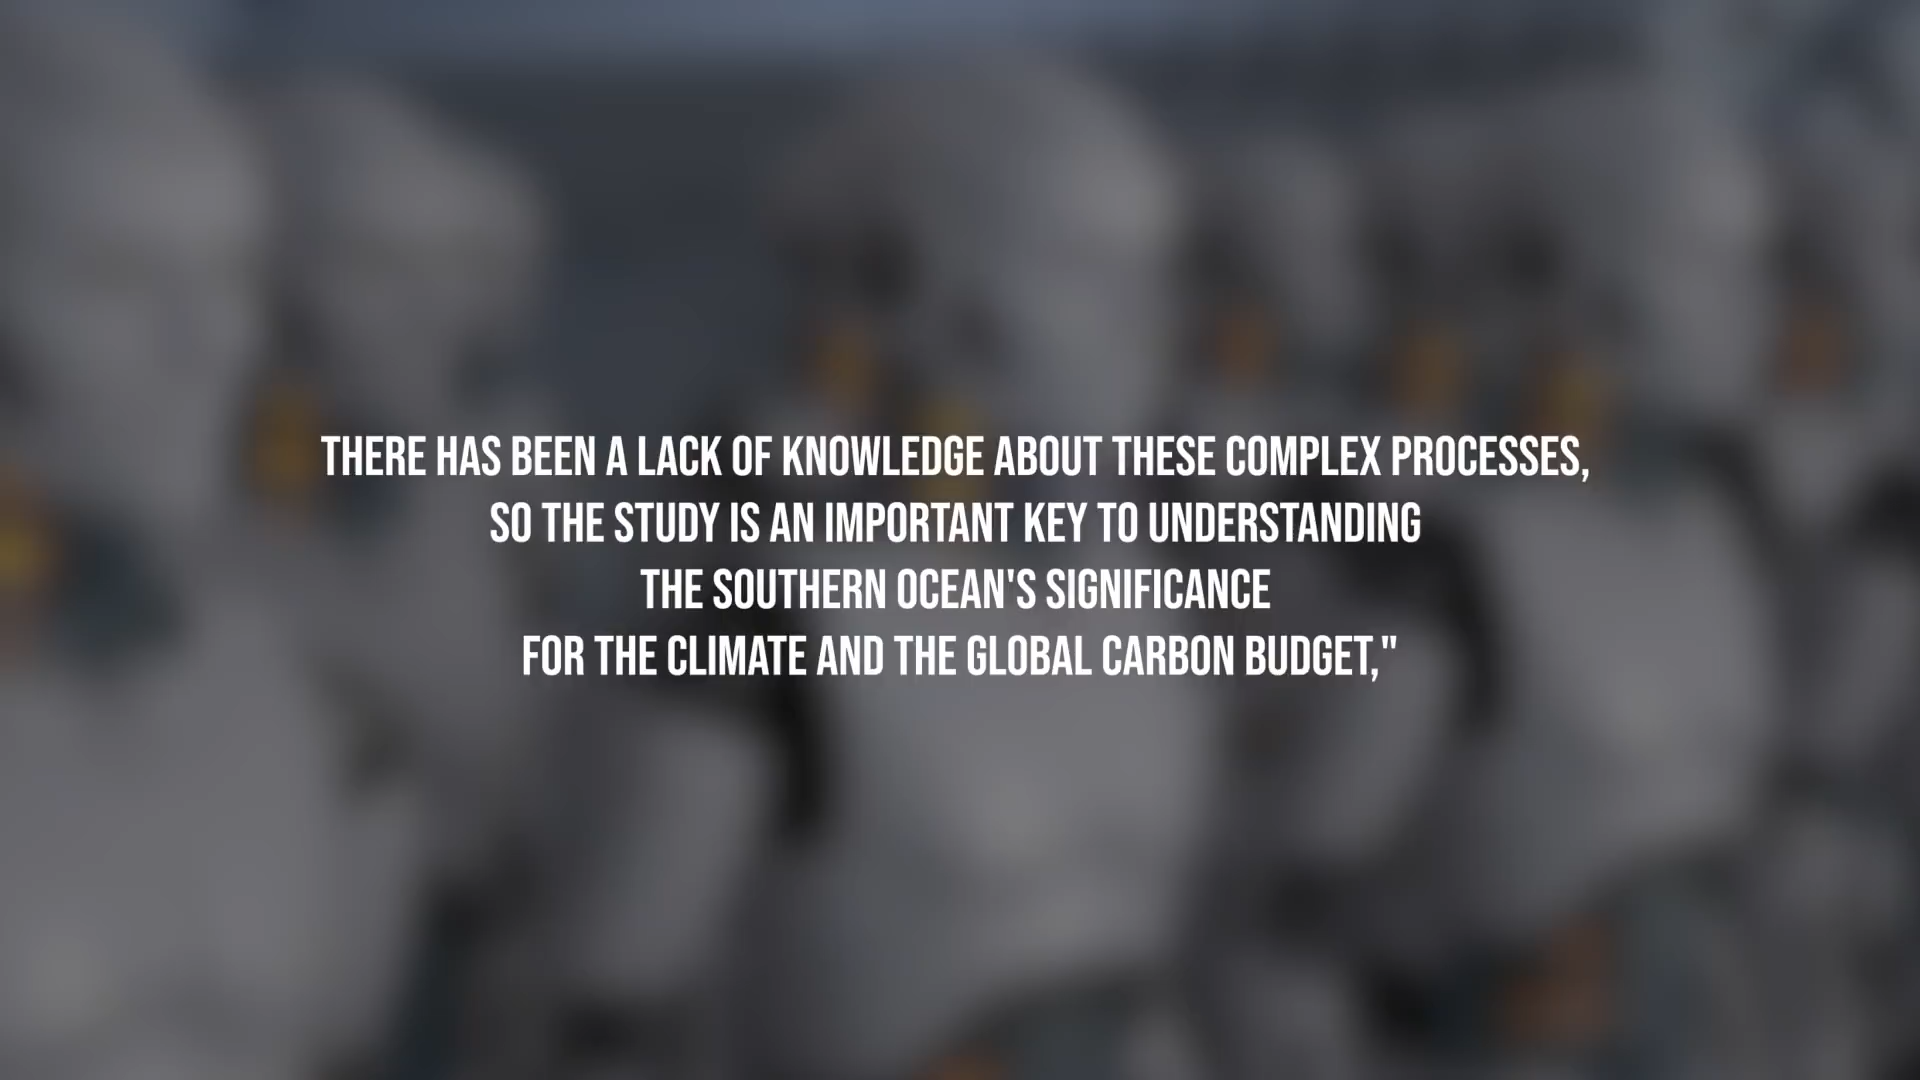 THERE HAS BEEN A LACK OF KNOWLEDGE ABOUT THESE COMPLEX PROCESSES,
SO THE STUDY IS AN IMPORTANT KEY TO UNDERSTANDING
THE SOUTHERN OCEAN'S SIGNIFICANCE
FOR THE CLIMATE AND THE GLOBAL CARBON BUDGET,"